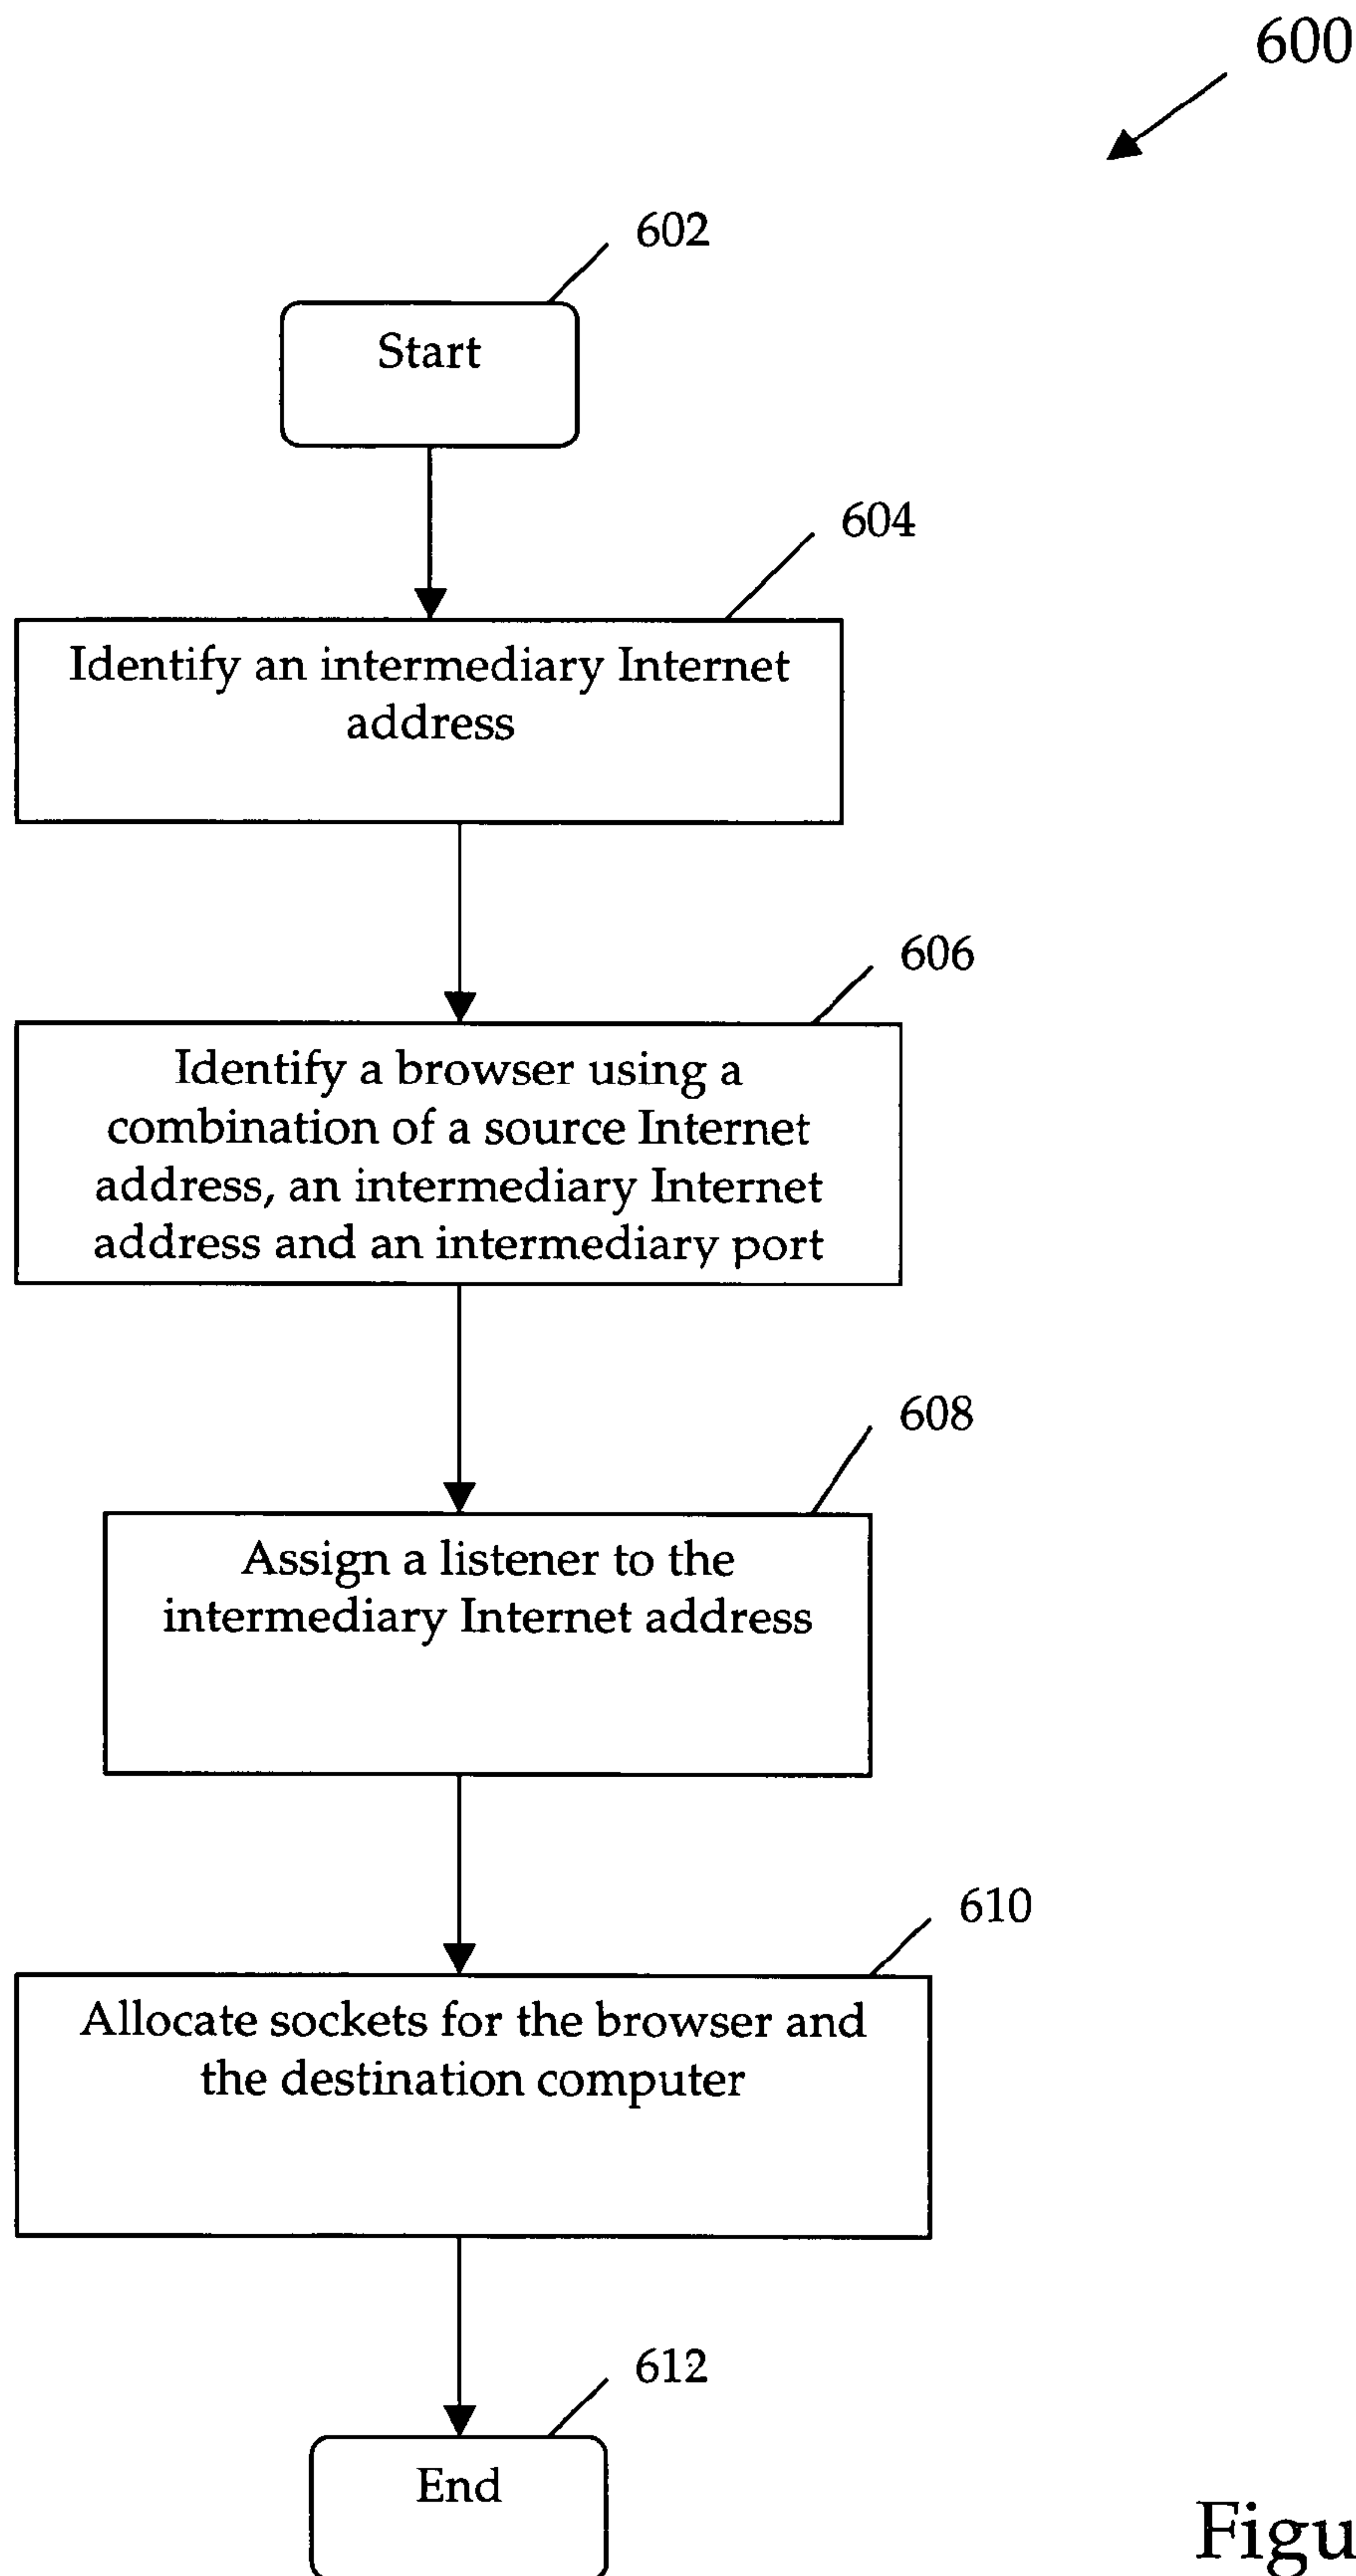 600
602
Start
604
Identify an intermediary Internet
address
606
Identify a browser using a
combination of a source Internet
address, an intermediary Internet
address and an intermediary port
608
Assign a listener to the
intermediary Internet address
610
Allocate sockets for the browser and
the destination computer
612
End
Figu